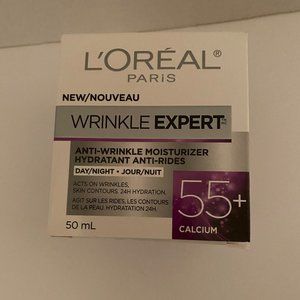 L'ORÉAL
PARIS
NEW/NOUVEAU
WRINKLE EXPERT
ANTI-WRINKLE MOISTURIZER
HYDRATANT ANTI-RIDES
DAY/NIGHT • JOUR/NUIT
ACTS ON WRINKLES,
SKIN CONTOURS. 24H HYDRATION.
AGIT SUR LES RIDES, LES CONTOURS
DE LA PEAU. HYDRATATION 24H.
50 mL
55+
CALCIUM